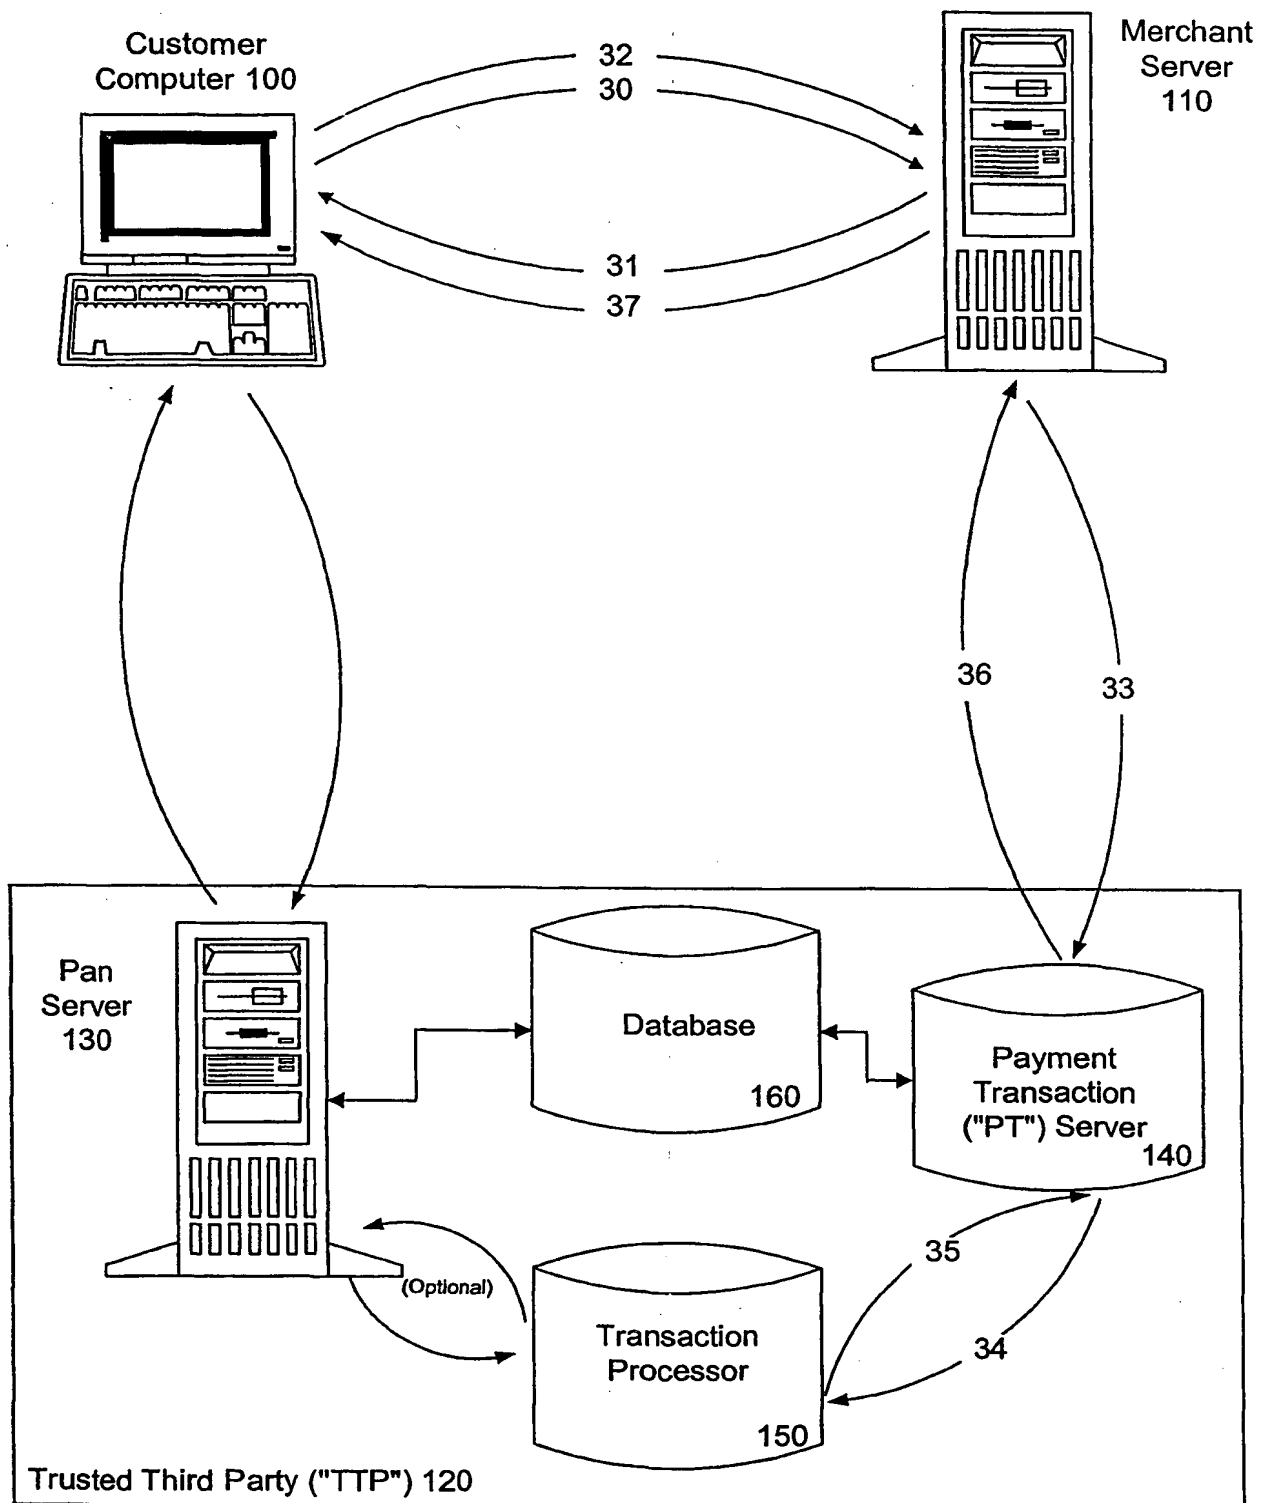 Customer
Computer 100
32
30
Merchant
Server
110
31
37
36
33
Pan
Server
130
Database
160
Payment
Transaction
("PT") Server
140
35
(Optional)
34
Transaction
Processor
150
Trusted Third Party ("TTP") 120